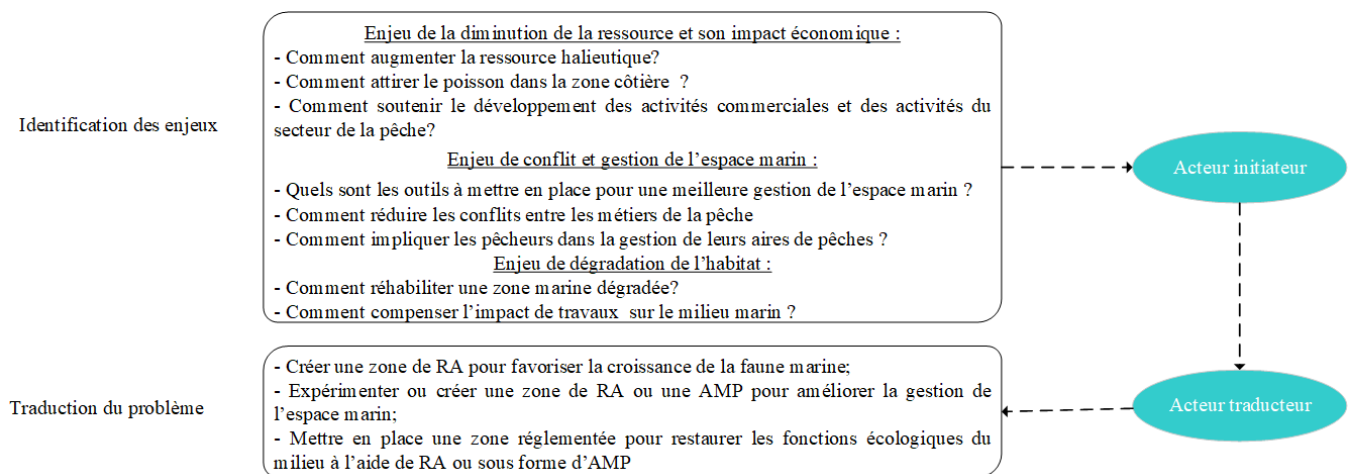 Enjeu de la diminution de la ressource et son impact économique :
- Comment augmenter la ressource halieutique?
- Comment attirer le poisson dans la zone côtière ?
- Comment soutenir le développement des activités commerciales et des activités du
secteur de la pêche?
Identification des enjeux
Enjeu de conflit et gestion de l'espace marin :
- Quels sont les outils à mettre en place pour une meilleure gestion de l'espace marin ?
- Comment réduire les conflits entre les métiers de la pêche
- Comment impliquer les pêcheurs dans la gestion de leurs aires de pêches ?
Enjeu de dégradation de l'habitat :
- Comment réhabiliter une zone marine dégradée?
- Comment compenser l'impact de travaux sur le milieu marin ?
Acteur initiateur
Traduction du problème
- Créer une zone de RA pour favoriser la croissance de la faune marine;
- Expérimenter ou créer une zone de RA ou une AMP pour améliorer la gestion de
l'espace marin;
- Mettre en place une zone réglementée pour restaurer les fonctions écologiques du
milieu à l'aide de RA ou sous forme d'AMP
Acteur traducteur